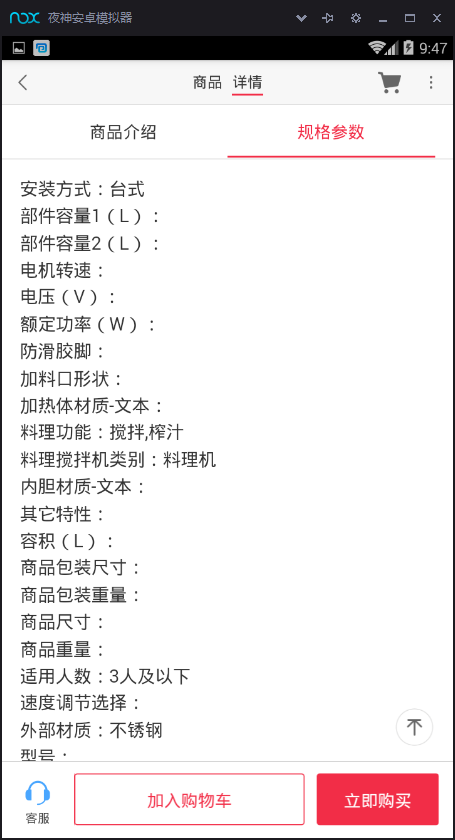 nox 夜神安卓模拟器
9:47
商品 详情
商品介绍 规格参数
安装方式：台式
部件容量1（L）：
部件容量2（L）：
电机转速：
电压（V）：
额定功率（W）：
防滑胶脚：
加料口形状：
加热体材质-文本：
料理功能：搅拌,榨汁
料理搅拌机类别：料理机
内胆材质-文本：
其它特性：
容积（L）：
商品包装尺寸：
商品包装重量：
商品尺寸：
商品重量：
适用人数：3人及以下
速度调节选择：
外部材质：不锈钢
型号：
客服 加入购物车 立即购买